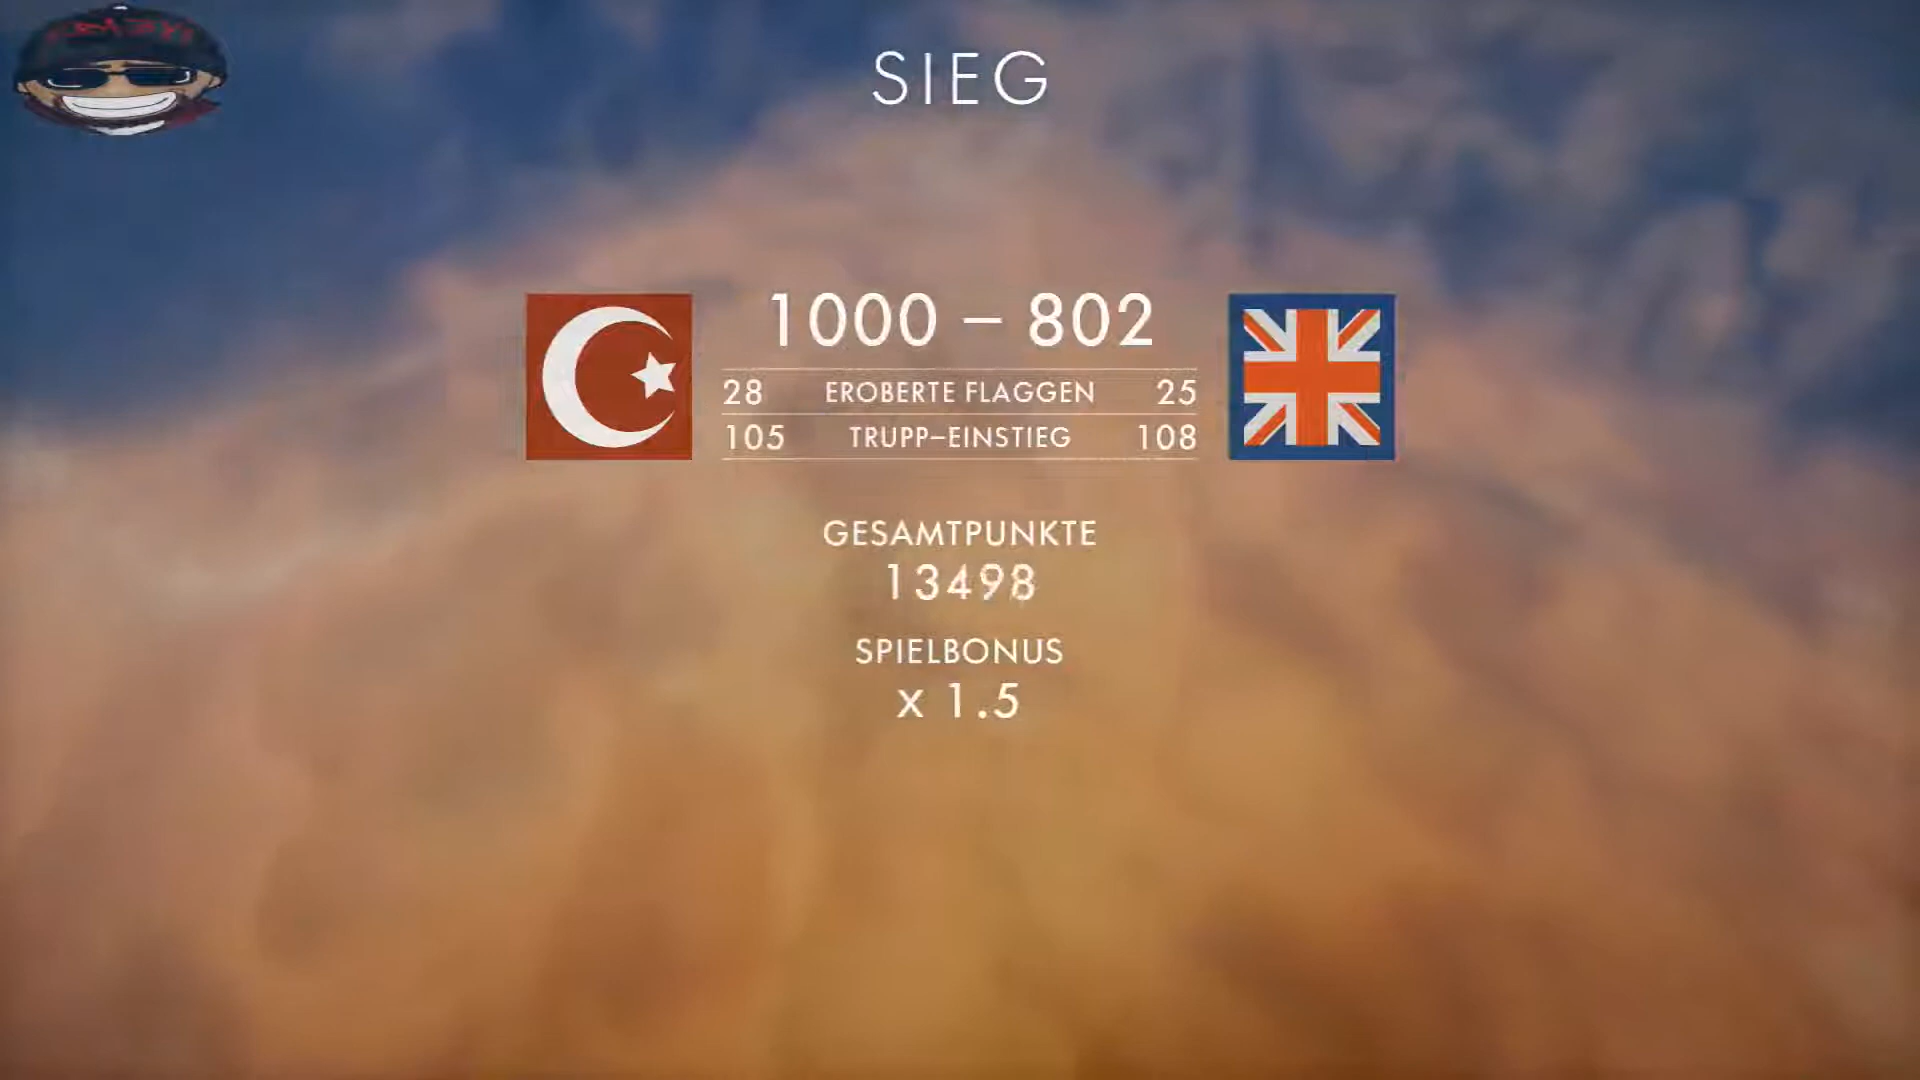 SIEG
1000 – 802
28 EROBERTE FLAGGEN 25
105 TRUPP-EINSTIEG 108
GESAMTPUNKTE
13498
SPIELBONUS
x 1.5